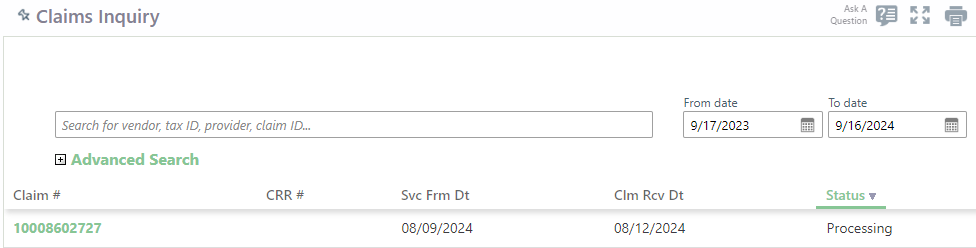 Claims Inquiry
Ask A
Question
From date
To date
Search for vendor, tax ID, provider, claim ID...
9/17/2023
9/16/2024
Advanced Search
Claim # CRR # Svc Frm Dt Clm Rcv Dt Status
10008602727 08/09/2024 08/12/2024 Processing